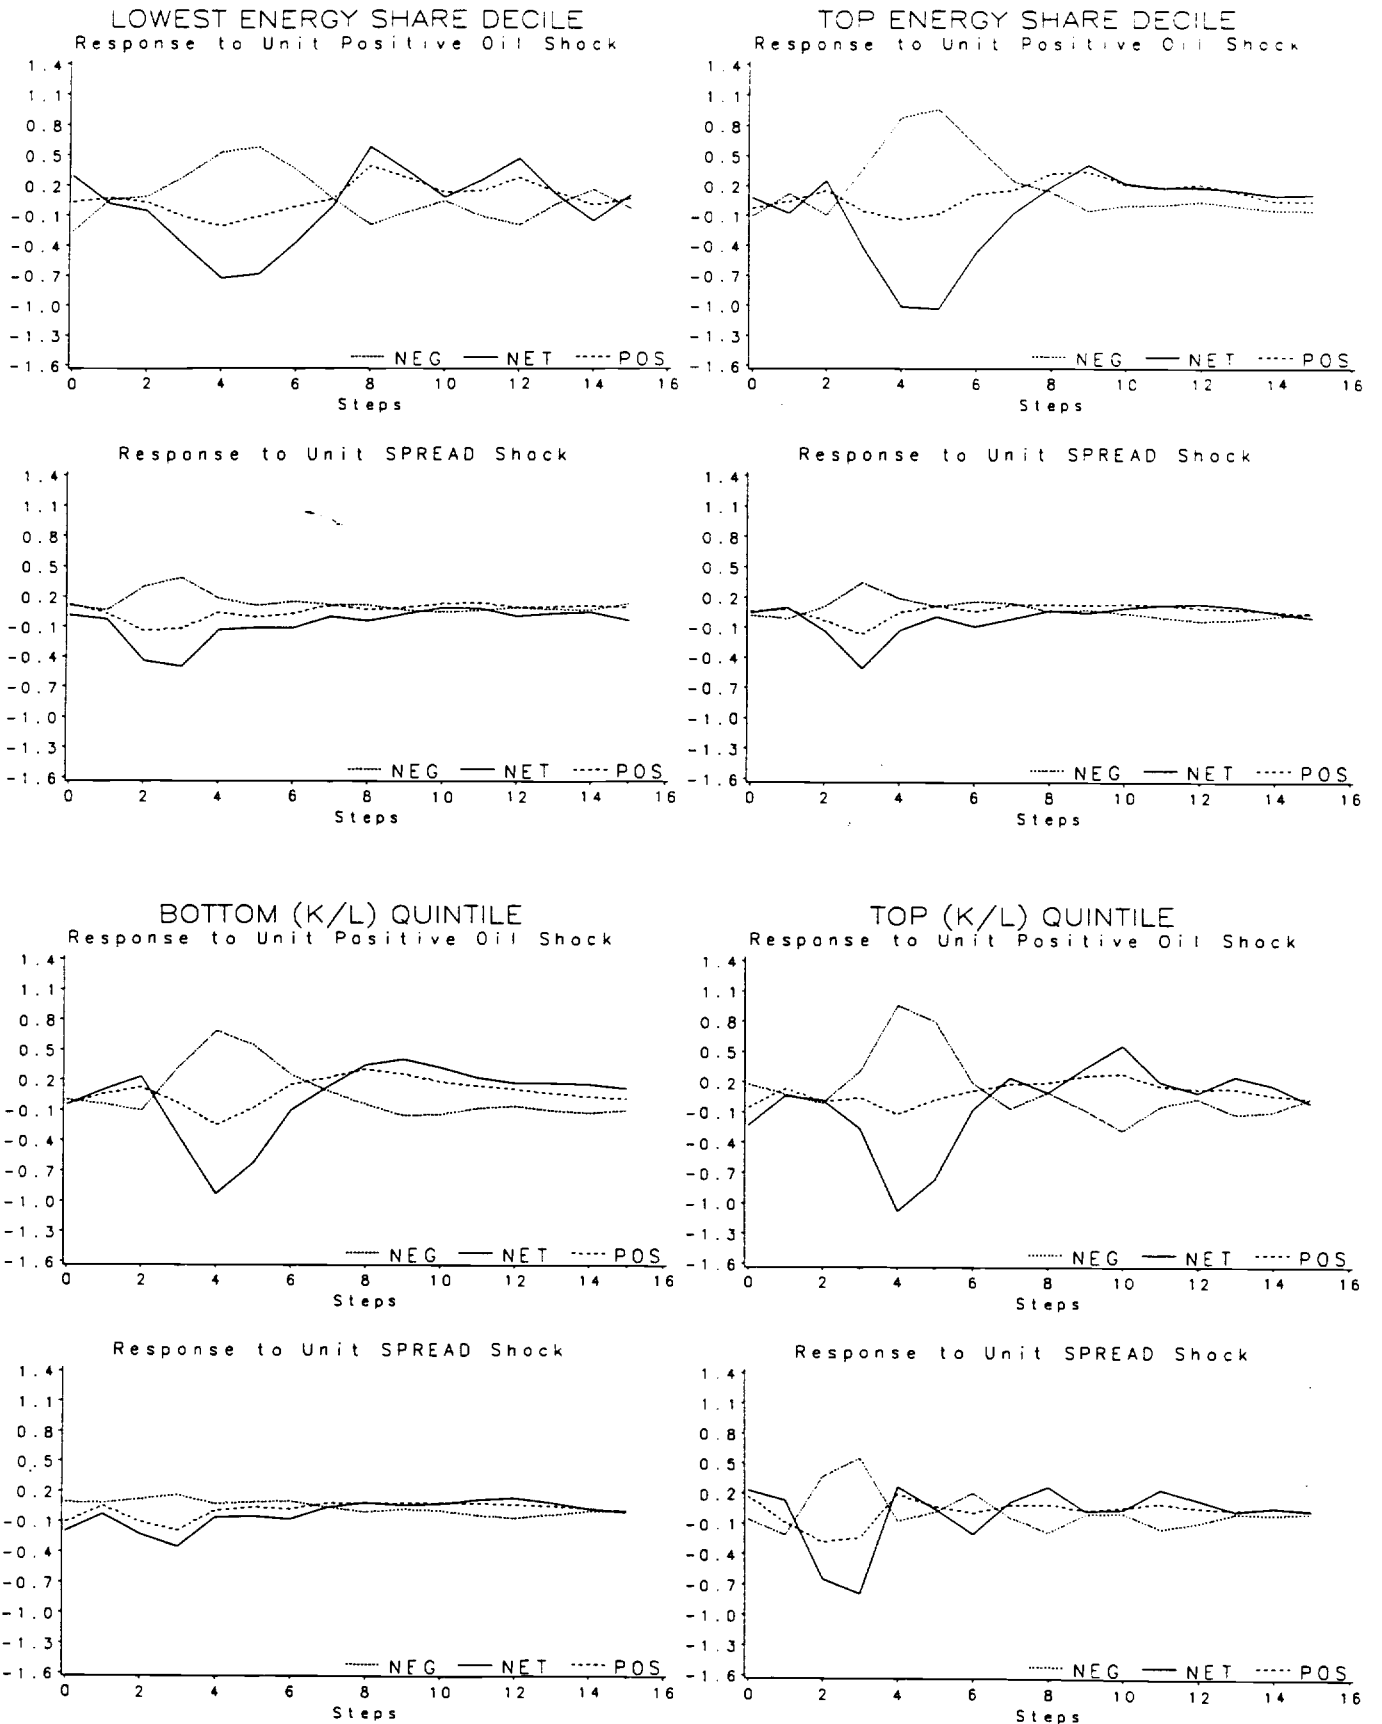 LOWEST ENERGY SHARE DECILE
Response to Unit Positive Oil Shock
1.4
1.1
0.8
0.5
0.2
-0.1
-0.4
-0.7
-1.0
-1.3
-1.6
NEG NET POS
0 2 4 6 8 10 12 14 16
Steps
TOP ENERGY SHARE DECILE
Response to Unit Positive Oil Shock
1.4
1.1
0.8
0.5
0.2
-0.1
-0.4
-0.7
-1.0
-1.3
-1.6
NEG NET POS
0 2 4 6 8 10 12 14 16
Steps
Response to Unit SPREAD Shock
1.4
1.1
0.8
0.5
0.2
-0.1
-0.4
-0.7
-1.0
-1.3
-1.6
NEG NET POS
0 2 4 6 8 10 12 14 16
Steps
Response to Unit SPREAD Shock
1.4
1.1
0.8
0.5
0.2
-0.1
-0.4
-0.7
-1.0
-1.3
-1.6
NEG NET POS
0 2 4 6 8 10 12 14 16
Steps
BOTTOM (K/L) QUINTILE
Response to Unit Positive Oil Shock
1.4
1.1
0.8
0.5
0.2
-0.1
-0.4
-0.7
-1.0
-1.3
-1.6
NEG NET POS
0 2 4 6 8 10 12 14 16
Steps
TOP (K/L) QUINTILE
Response to Unit Positive Oil Shock
1.4
1.1
0.8
0.5
0.2
-0.1
-0.4
-0.7
-1.0
-1.3
-1.6
NEG NET POS
0 2 4 6 8 10 12 14 16
Steps
Response to Unit SPREAD Shock
1.4
1.1
0.8
0.5
0.2
-0.1
-0.4
-0.7
-1.0
-1.3
-1.6
NEG NET POS
0 2 4 6 8 10 12 14 16
Steps
Response to Unit SPREAD Shock
1.4
1.1
0.8
0.5
0.2
-0.1
-0.4
-0.7
-1.0
-1.3
-1.6
NEG NET POS
0 2 4 6 8 10 12 14 16
Steps